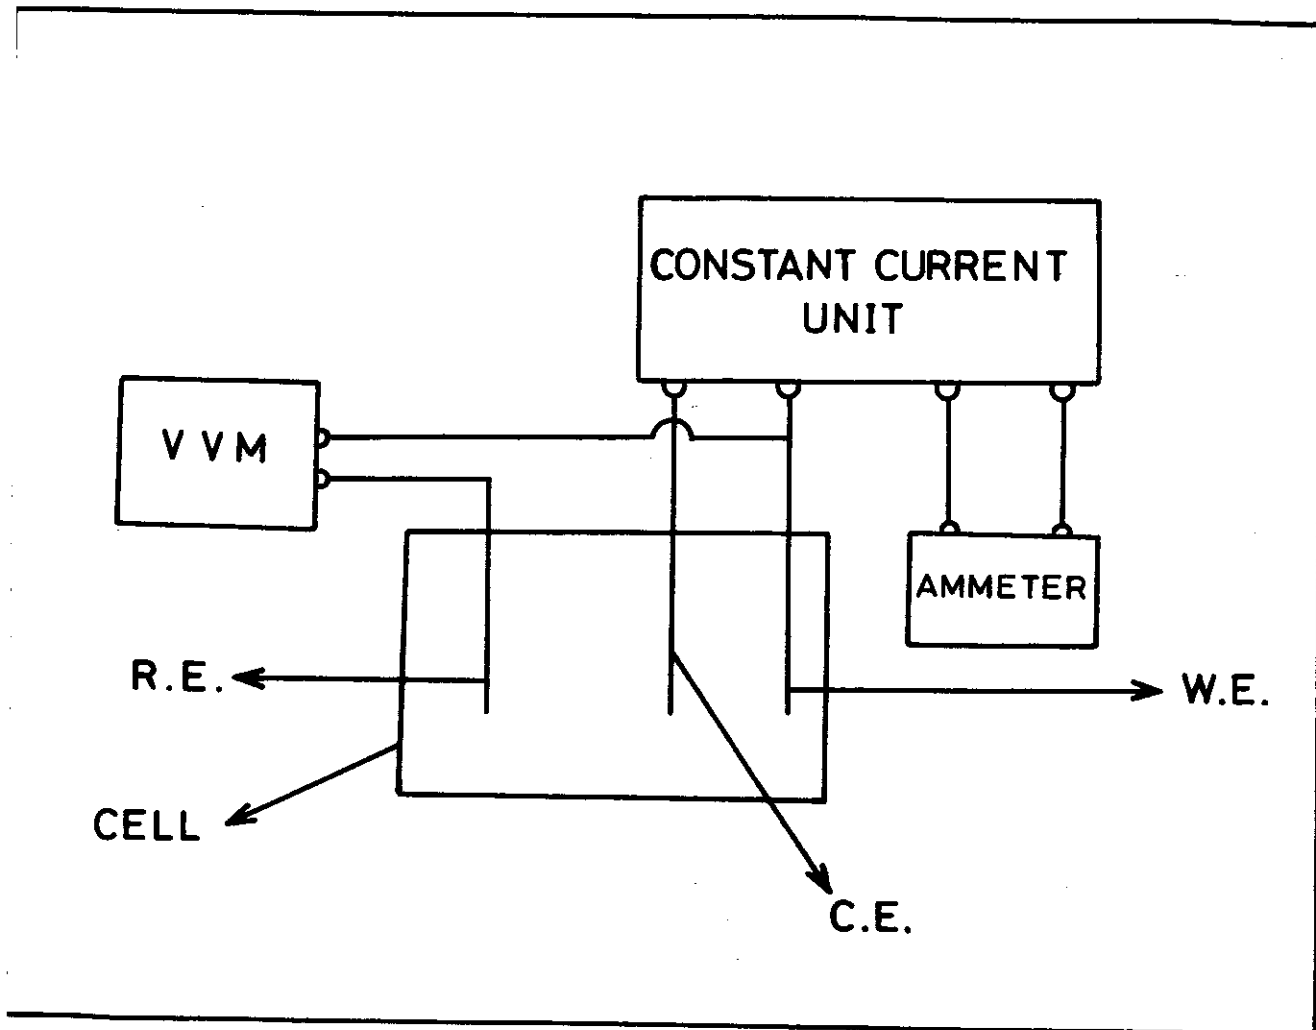 CONSTANT CURRENT
UNIT
V V M
AMMETER
R.E.
W.E.
CELL
C.E.